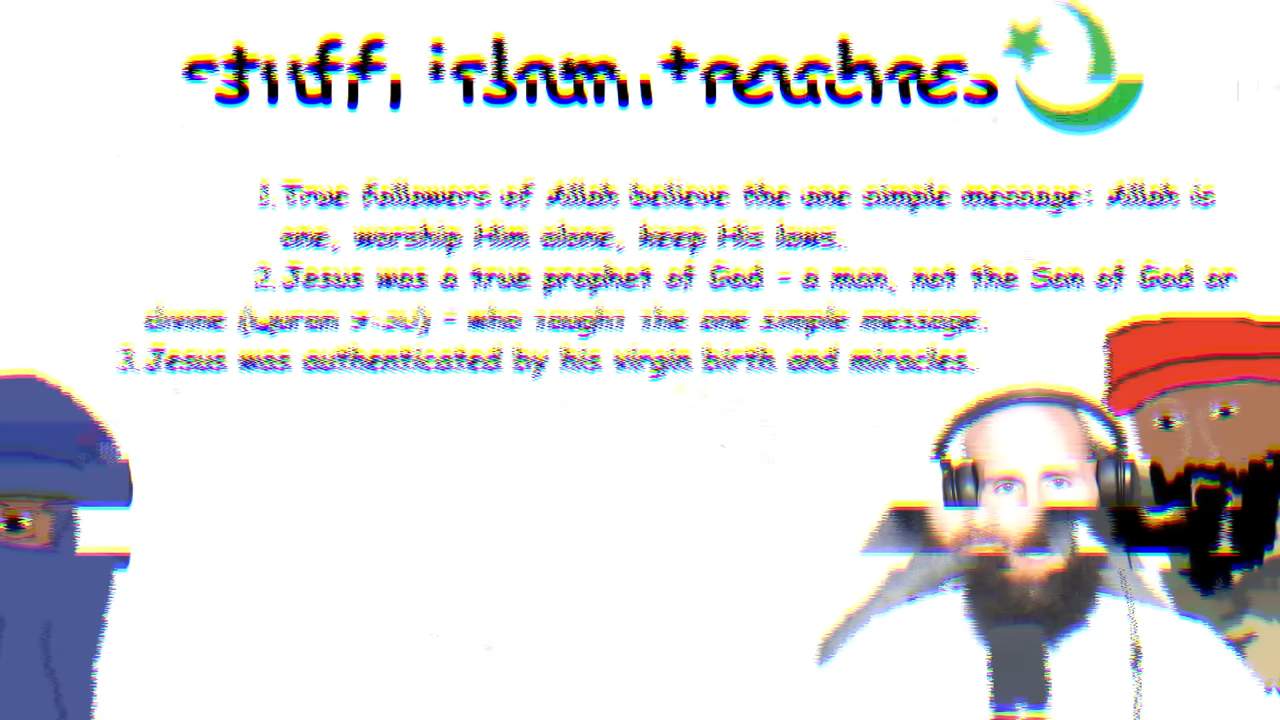 stuff islam teaches
1. True followers of Allah believe the one simple message: Allah is
one, worship Him alone, keep His laws.
2. Jesus was a true prophet of God - a man, not the Son of God or
divine (Quran - who taught the one simple message.
3. Jesus was authenticated by his virgin birth and miracles.